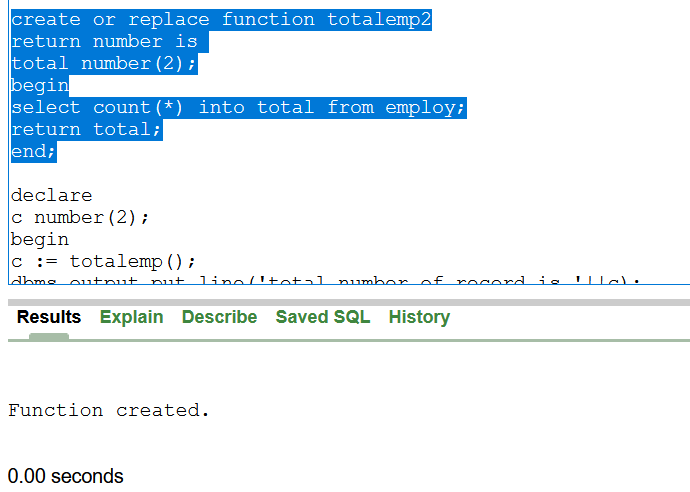 create or replace function totalemp2
return number is
total number(2);
begin
select count(*) into total from employ;
return total;
end;
declare
c number(2);
begin
c := totalemp();
dbms_output.put_line('total number of record is '||c);
Results Explain Describe Saved SQL History
Function created.
0.00 seconds